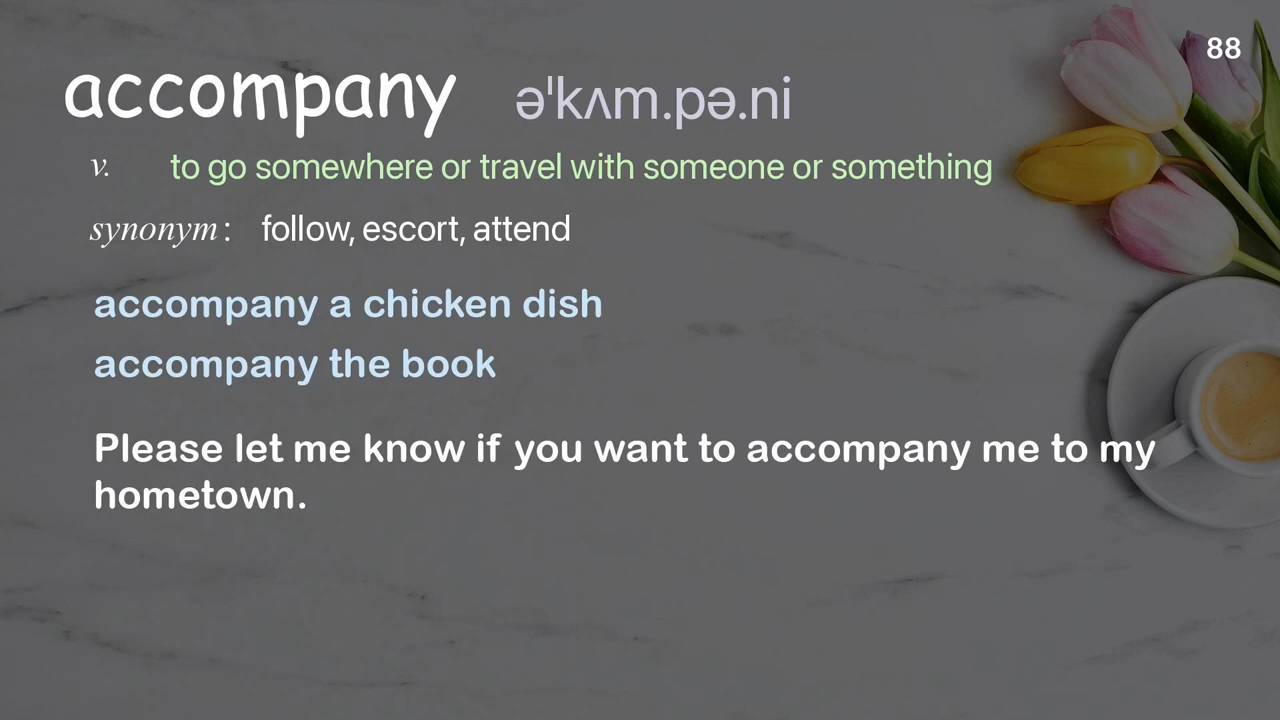 88
accompany əˈkʌm.pə.ni
v. to go somewhere or travel with someone or something
synonym: follow, escort, attend
accompany a chicken dish
accompany the book
Please let me know if you want to accompany me to my
hometown.